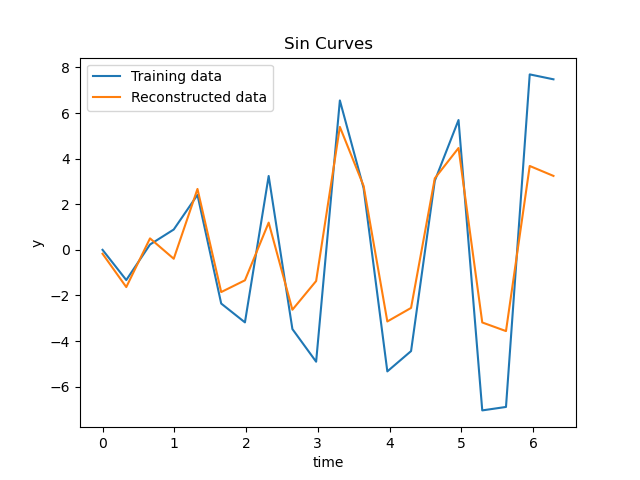 Sin Curves
Training data
Reconstructed data
8
6
4
2
0
−2
−4
−6
y
0 1 2 3 4 5 6
time